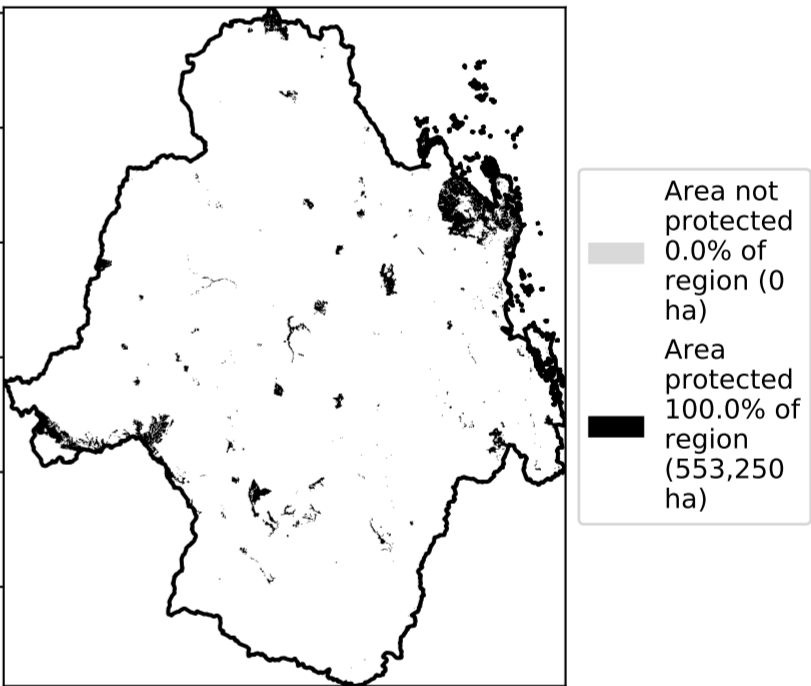 Area not
protected
0.0% of
region (0
ha)
Area
protected
100.0% of
region
(553,250
ha)